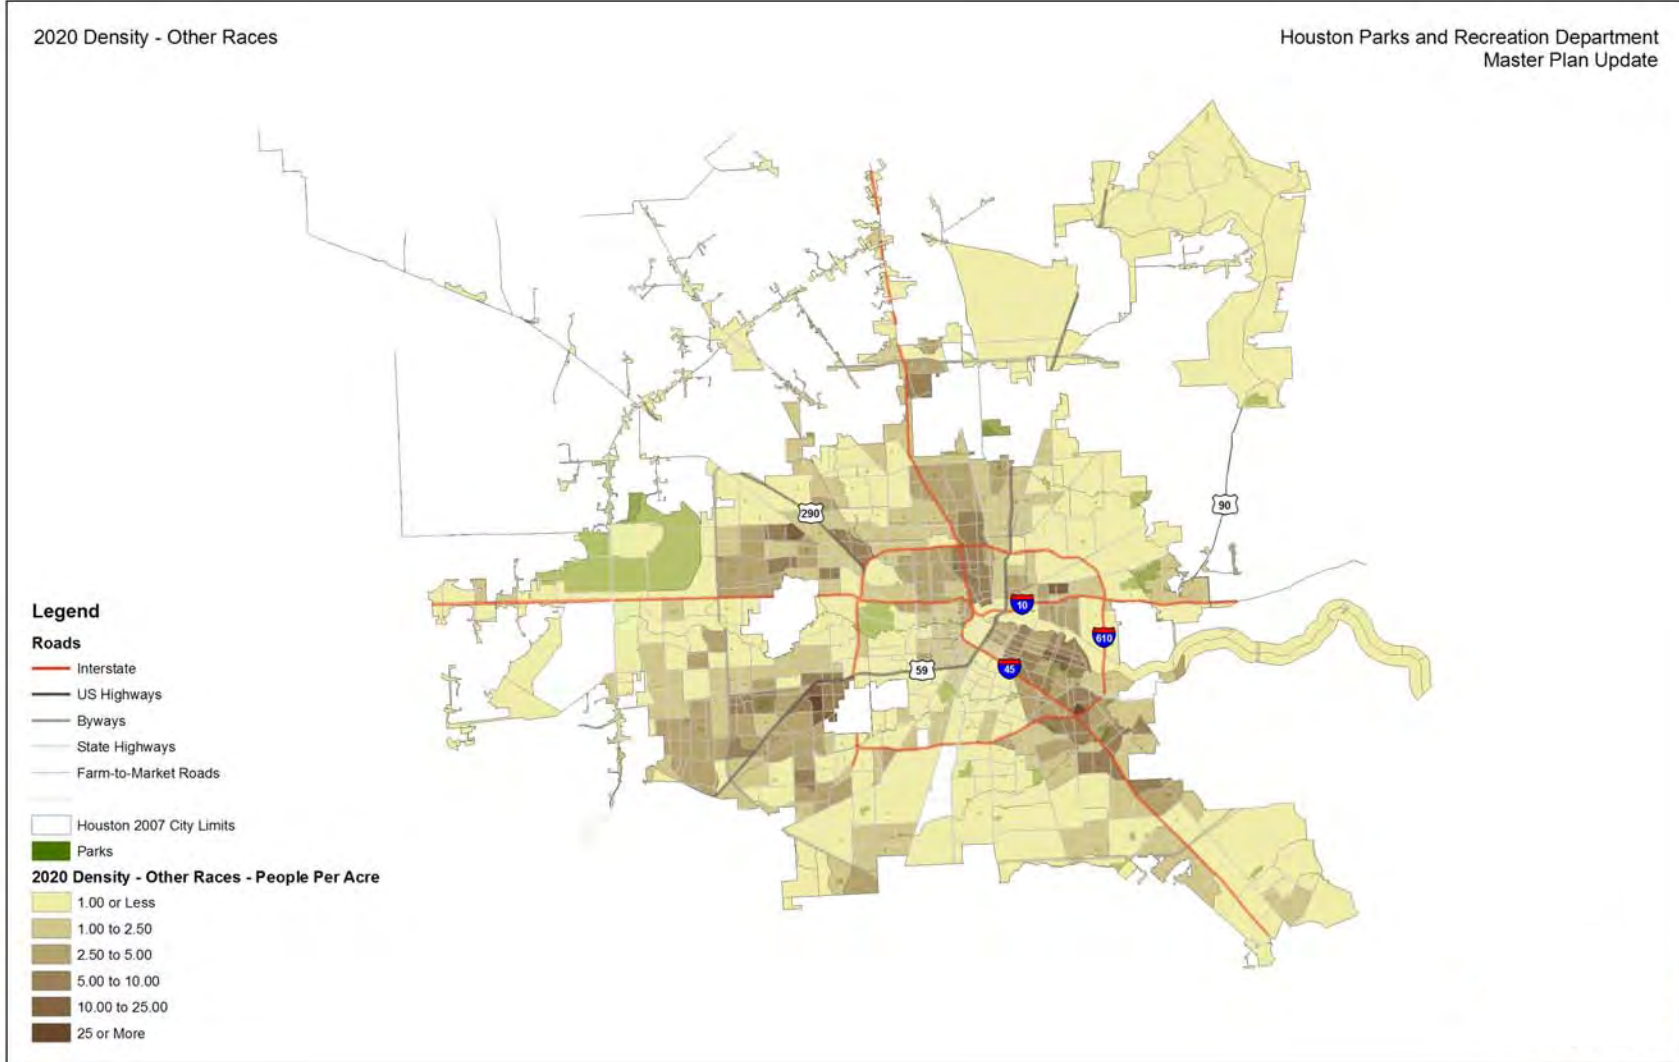 2020 Density - Other Races
Houston Parks and Recreation Department
Master Plan Update
290
90
10
610
45
59
Legend
Roads
Interstate
US Highways
Byways
State Highways
Farm-to-Market Roads
Houston 2007 City Limits
Parks
2020 Density - Other Races - People Per Acre
1.00 or Less
1.00 to 2.50
2.50 to 5.00
5.00 to 10.00
10.00 to 25.00
25 or More